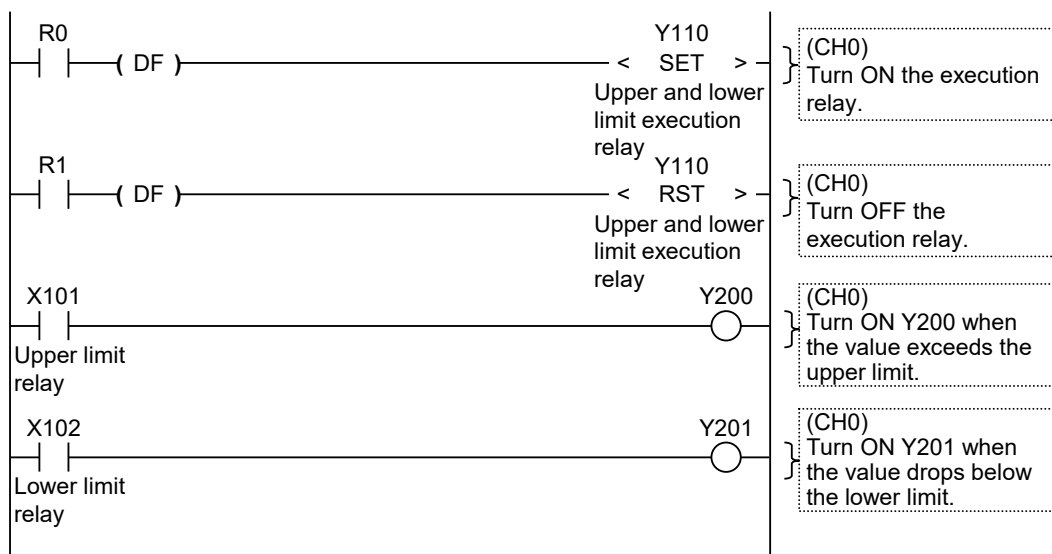 R0
( DF )
Y110
< SET >
Upper and lower
limit execution
relay
(CH0)
Turn ON the execution
relay.
R1
( DF )
Y110
< RST >
Upper and lower
limit execution
relay
(CH0)
Turn OFF the
execution relay.
X101
Upper limit
relay
Y200
(CH0)
Turn ON Y200 when
the value exceeds the
upper limit.
X102
Lower limit
relay
Y201
(CH0)
Turn ON Y201 when
the value drops below
the lower limit.